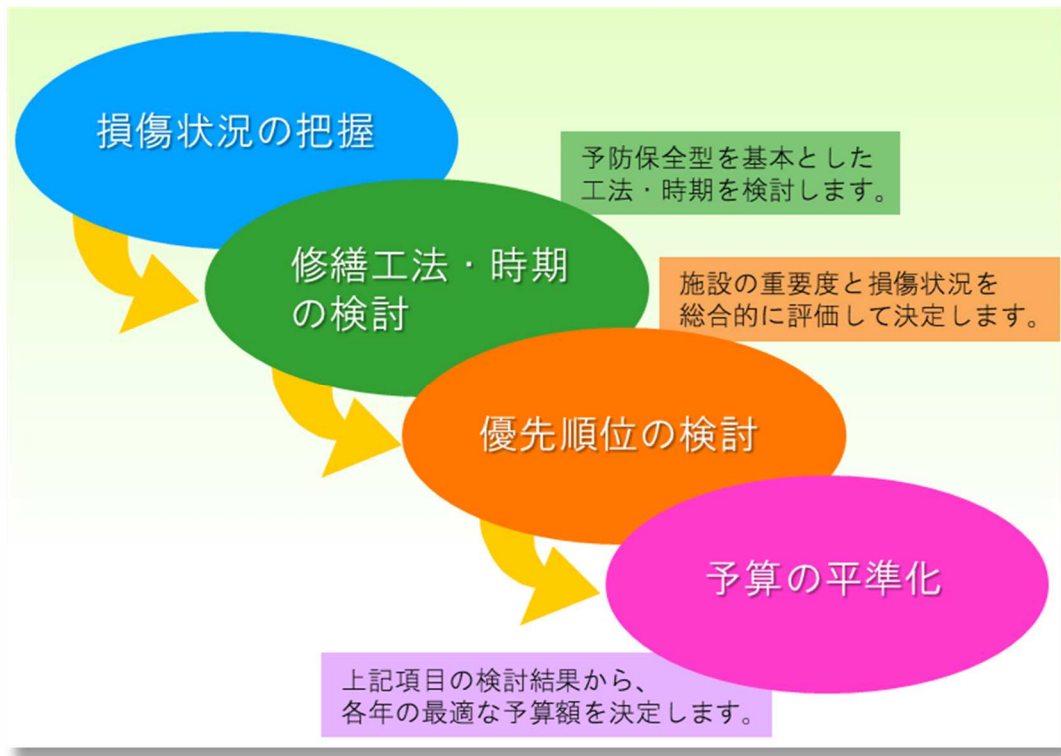 損傷状況の把握
予防保全型を基本とした
工法・時期を検討します。
修繕工法・時期
の検討
施設の重要度と損傷状況を
総合的に評価して決定します。
優先順位の検討
予算の平準化
上記項目の検討結果から、
各年の最適な予算額を決定します。